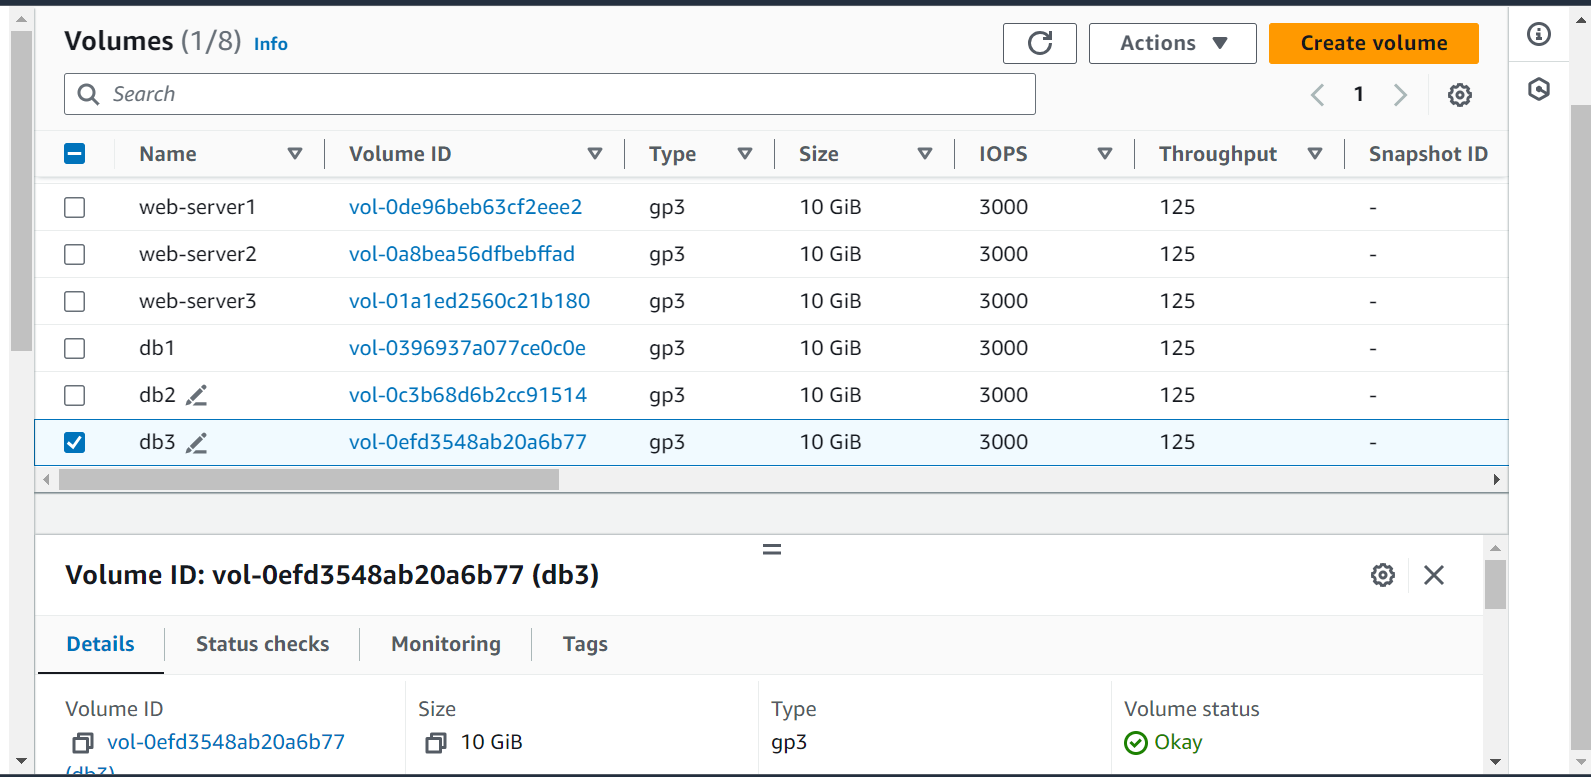 Volumes (1/8) Info
Actions
Create volume
Search
1
Name Volume ID Type Size IOPS Throughput Snapshot ID
web-server1 vol-0de96beb63cf2eee2 gp3 10 GiB 3000 125 -
web-server2 vol-0a8bea56dfbebffad gp3 10 GiB 3000 125 -
web-server3 vol-01a1ed2560c21b180 gp3 10 GiB 3000 125 -
db1 vol-0396937a077ce0c0e gp3 10 GiB 3000 125 -
db2 vol-0c3b68d6b2cc91514 gp3 10 GiB 3000 125 -
db3 vol-0efd3548ab20a6b77 gp3 10 GiB 3000 125 -
Volume ID: vol-0efd3548ab20a6b77 (db3)
Details Status checks Monitoring Tags
Volume ID Size Type Volume status
vol-0efd3548ab20a6b77 10 GiB gp3 Okay
(db3)